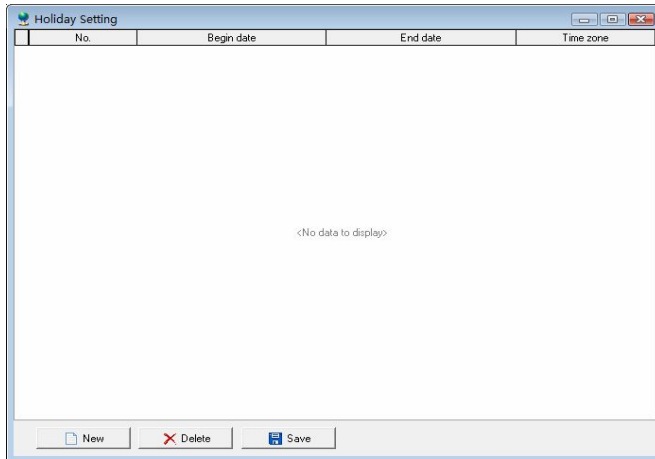 Holiday Setting
No. Begin date End date Time zone
<No data to display>
New Delete Save